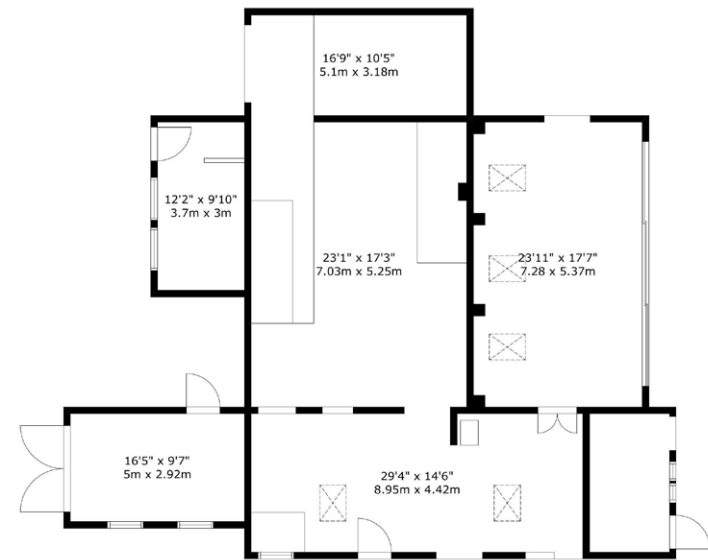 16'9" x 10'5"
5.1m x 3.18m
12'2" x 9'10"
3.7m x 3m
23'1" x 17'3"
7.03m x 5.25m
23'11" x 17'7"
7.28 x 5.37m
16'5" x 9'7"
5m x 2.92m
29'4" x 14'6"
8.95m x 4.42m